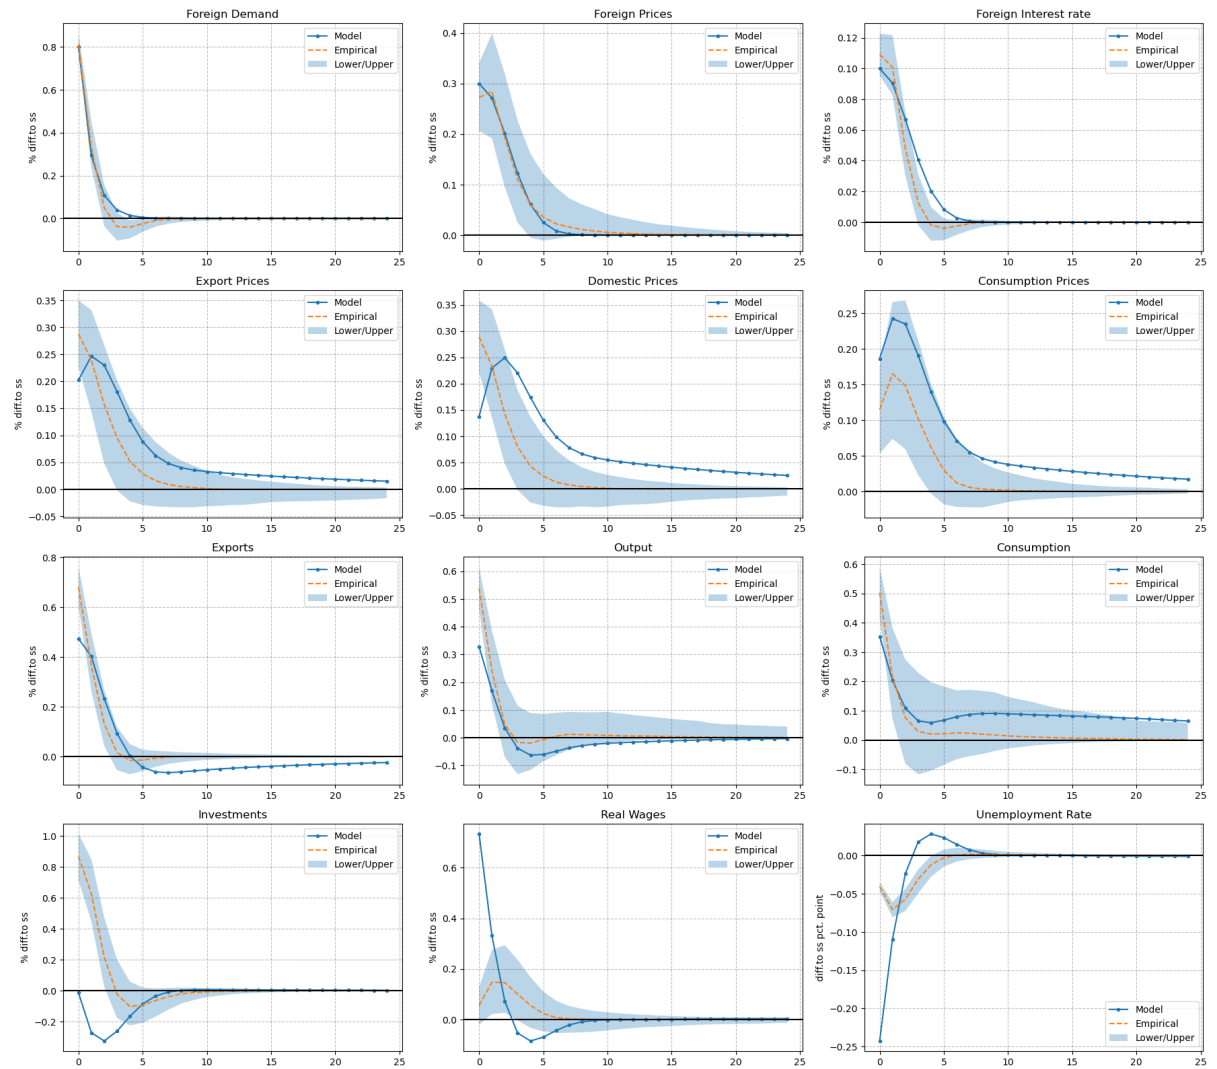 Foreign Demand
% diff.to ss
0.8
0.6
0.4
0.2
0.0
0 5 10 15 20 25
Model
Empirical
Lower/Upper
Foreign Prices
% diff.to ss
0.4
0.3
0.2
0.1
0.0
0 5 10 15 20 25
Model
Empirical
Lower/Upper
Foreign Interest rate
% diff.to ss
0.12
0.10
0.08
0.06
0.04
0.02
0.00
0 5 10 15 20 25
Model
Empirical
Lower/Upper
Export Prices
% diff.to ss
0.35
0.30
0.25
0.20
0.15
0.10
0.05
0.00
−0.05
0 5 10 15 20 25
Model
Empirical
Lower/Upper
Domestic Prices
% diff.to ss
0.35
0.30
0.25
0.20
0.15
0.10
0.05
0.00
−0.05
0 5 10 15 20 25
Model
Empirical
Lower/Upper
Consumption Prices
% diff.to ss
0.25
0.20
0.15
0.10
0.05
0.00
0 5 10 15 20 25
Model
Empirical
Lower/Upper
Exports
% diff.to ss
0.8
0.6
0.4
0.2
0.0
0 5 10 15 20 25
Model
Empirical
Lower/Upper
Output
% diff.to ss
0.6
0.5
0.4
0.3
0.2
0.1
0.0
−0.1
0 5 10 15 20 25
Model
Empirical
Lower/Upper
Consumption
% diff.to ss
0.6
0.5
0.4
0.3
0.2
0.1
0.0
−0.1
0 5 10 15 20 25
Model
Empirical
Lower/Upper
Investments
% diff.to ss
1.0
0.8
0.6
0.4
0.2
0.0
−0.2
0 5 10 15 20 25
Model
Empirical
Lower/Upper
Real Wages
% diff.to ss
0.6
0.4
0.2
0.0
0 5 10 15 20 25
Model
Empirical
Lower/Upper
Unemployment Rate
diff.to ss pct. point
0.00
−0.05
−0.10
−0.15
−0.20
−0.25
0 5 10 15 20 25
Model
Empirical
Lower/Upper